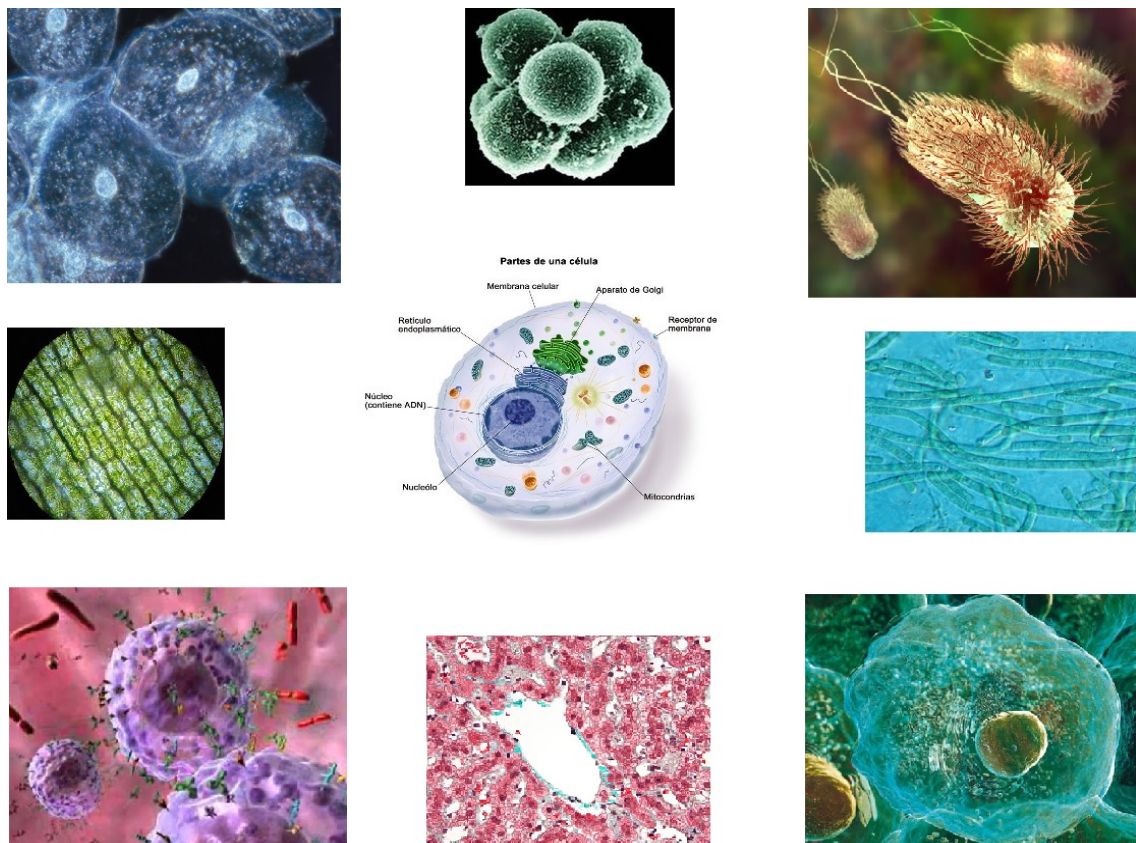 Partes de una célula
Membrana celular
Aparato de Golgi
Retículo
endoplasmático
Receptor de
membrana
Núcleo
(contiene ADN)
Nucleólo
Mitocondrias